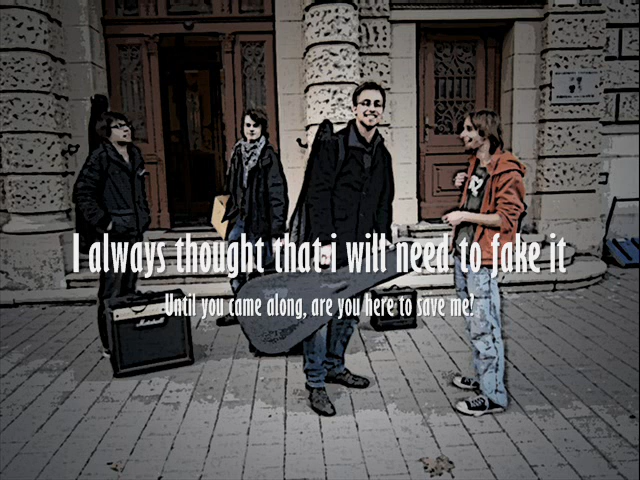 I always thought that i will need to fake it
Until you came along, are you here to save me!
Marshall